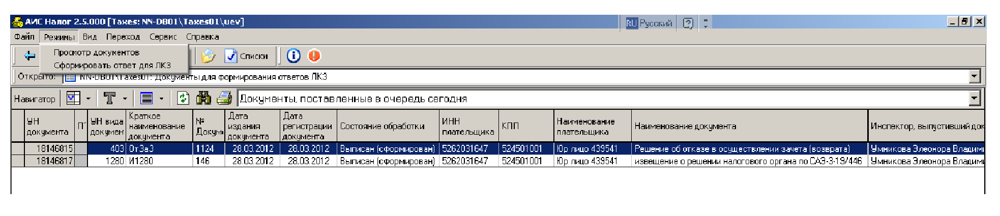 АИС Налог 2.5.000 [Taxes: NN-DB01\Taxes01\uev]
RU Русский
Файл Режимы Вид Переход Сервис Справка
Просмотр документов
Сформировать ответ для ЛКЗ
Списки
Открыто: NN-DB01\Taxes01: Документы для формирования ответов ЛКЗ
Навигатор Документы, поставленные в очередь сегодня
УН документа УН вида докумен Краткое наименование документа № Докум Дата издания документа Дата регистрации документа Состояние обработки ИНН плательщика КПП Наименование плательщика Наименование документа Инспектор, выпустивший док
18146815 403 ОтЗаЗ 1124 28.03.2012 28.03.2012 Выписан (сформирован) 5262031647 524501001 Юр лицо 439541 Решение об отказе в осуществлении зачета (возврата) Умникова Элеонора Владими
18146817 1280 И1280 146 28.03.2012 28.03.2012 Выписан (сформирован) 5262031647 524501001 Юр лицо 439541 извещение о решении налогового органа по САЭ-3-19/446 Умникова Элеонора Владими